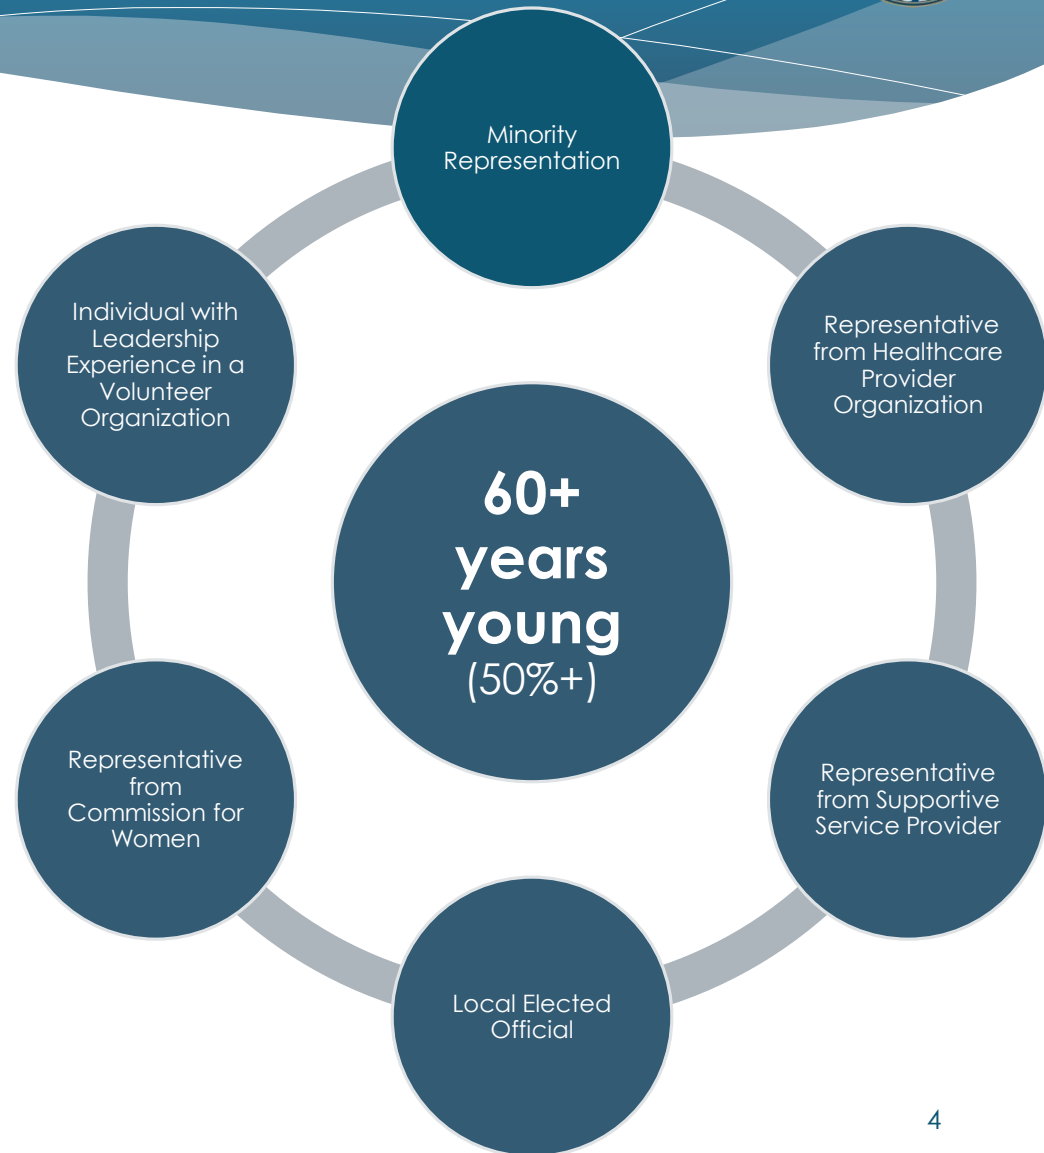 Minority
Representation
Individual with
Leadership
Experience in a
Volunteer
Organization
Representative
from Healthcare
Provider
Organization
60+
years
young
(50%+)
Representative
from
Commission for
Women
Representative
from Supportive
Service Provider
Local Elected
Official
4